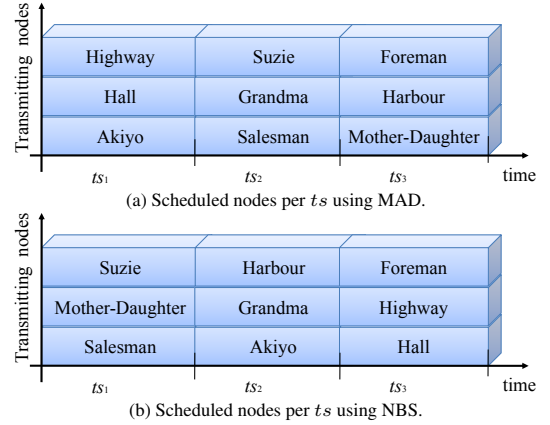 Transmitting nodes
Highway Suzie Foreman
Hall Grandma Harbour
Akiyo Salesman Mother-Daughter
ts1 ts2 ts3 time
(a) Scheduled nodes per ts using MAD.
Transmitting nodes
Suzie Harbour Foreman
Mother-Daughter Grandma Highway
Salesman Akiyo Hall
ts1 ts2 ts3 time
(b) Scheduled nodes per ts using NBS.